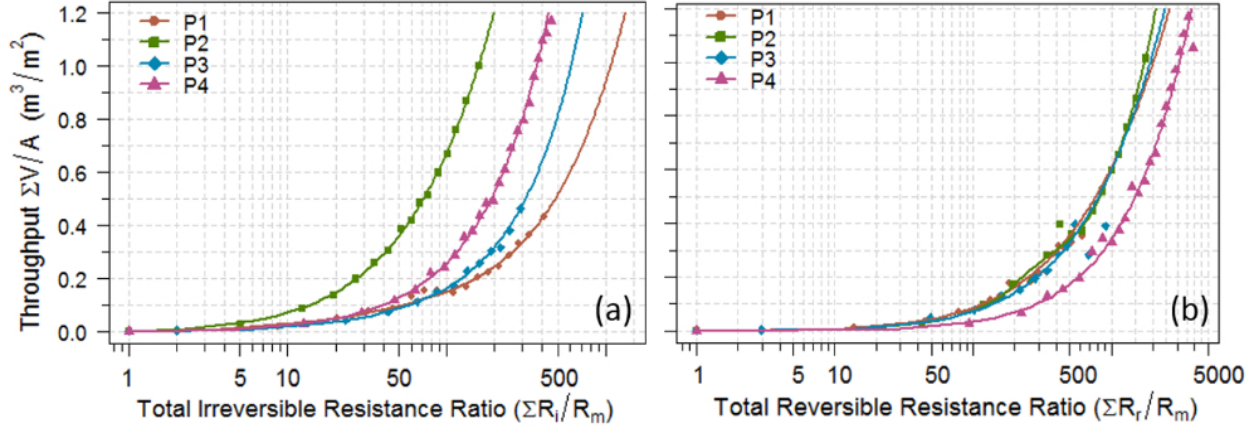 Throughput ΣV/A (m³/m²)
1.2
1.0
0.8
0.6
0.4
0.2
0.0
P1
P2
P3
P4
(a)
1 5 10 50 500
Total Irreversible Resistance Ratio (ΣRᵢ/Rₘ)
P1
P2
P3
P4
(b)
1 5 10 50 500 5000
Total Reversible Resistance Ratio (ΣRᵣ/Rₘ)